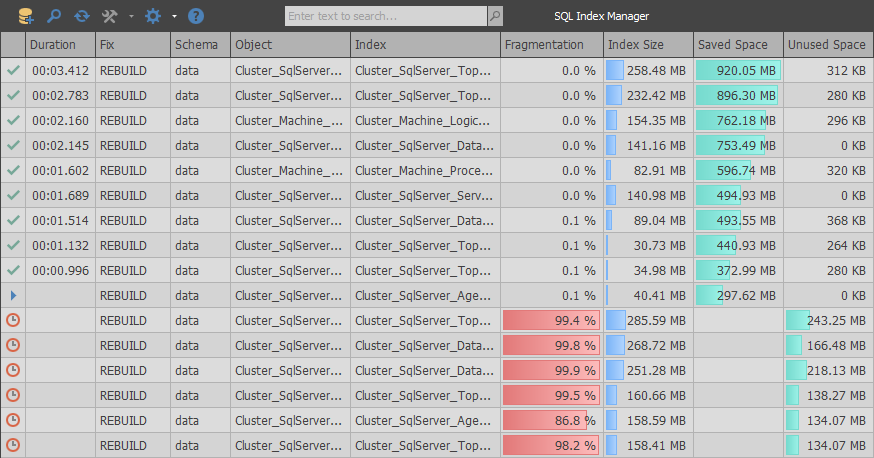 Enter text to search... SQL Index Manager
Duration Fix Schema Object Index Fragmentation Index Size Saved Space Unused Space
00:03.412 REBUILD data Cluster_SqlServer... Cluster_SqlServer_Top... 0.0 % 258.48 MB 920.05 MB 312 KB
00:02.783 REBUILD data Cluster_SqlServer... Cluster_SqlServer_Top... 0.0 % 232.42 MB 896.30 MB 280 KB
00:02.160 REBUILD data Cluster_Machine_... Cluster_Machine_Logic... 0.0 % 154.35 MB 762.18 MB 296 KB
00:02.145 REBUILD data Cluster_SqlServer... Cluster_SqlServer_Data... 0.0 % 141.16 MB 753.49 MB 0 KB
00:01.602 REBUILD data Cluster_Machine_... Cluster_Machine_Proce... 0.0 % 82.91 MB 596.74 MB 320 KB
00:01.689 REBUILD data Cluster_SqlServer... Cluster_SqlServer_Serv... 0.0 % 140.98 MB 494.93 MB 0 KB
00:01.514 REBUILD data Cluster_SqlServer... Cluster_SqlServer_Data... 0.1 % 89.04 MB 493.55 MB 368 KB
00:01.132 REBUILD data Cluster_SqlServer... Cluster_SqlServer_Top... 0.1 % 30.73 MB 440.93 MB 264 KB
00:00.996 REBUILD data Cluster_SqlServer... Cluster_SqlServer_Top... 0.1 % 34.98 MB 372.99 MB 280 KB
REBUILD data Cluster_SqlServer... Cluster_SqlServer_Age... 0.1 % 40.41 MB 297.62 MB 0 KB
REBUILD data Cluster_SqlServer... Cluster_SqlServer_Top... 99.4 % 285.59 MB 243.25 MB
REBUILD data Cluster_SqlServer... Cluster_SqlServer_Data... 99.8 % 268.72 MB 166.48 MB
REBUILD data Cluster_SqlServer... Cluster_SqlServer_Data... 99.9 % 251.28 MB 218.13 MB
REBUILD data Cluster_SqlServer... Cluster_SqlServer_Top... 99.5 % 160.66 MB 138.27 MB
REBUILD data Cluster_SqlServer... Cluster_SqlServer_Age... 86.8 % 158.59 MB 134.07 MB
REBUILD data Cluster_SqlServer... Cluster_SqlServer_Top... 98.2 % 158.41 MB 134.07 MB